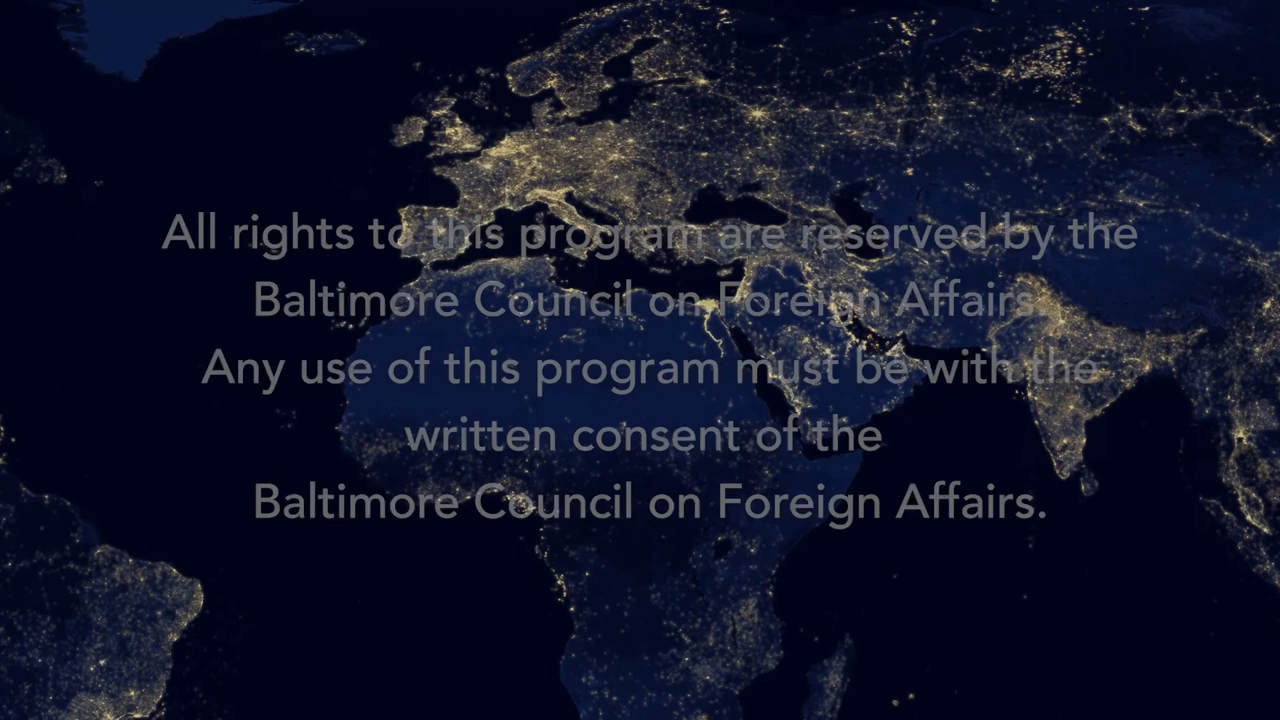 All rights to this program are reserved by the
Baltimore Council on Foreign Affairs.
Any use of this program must be with the
written consent of the
Baltimore Council on Foreign Affairs.